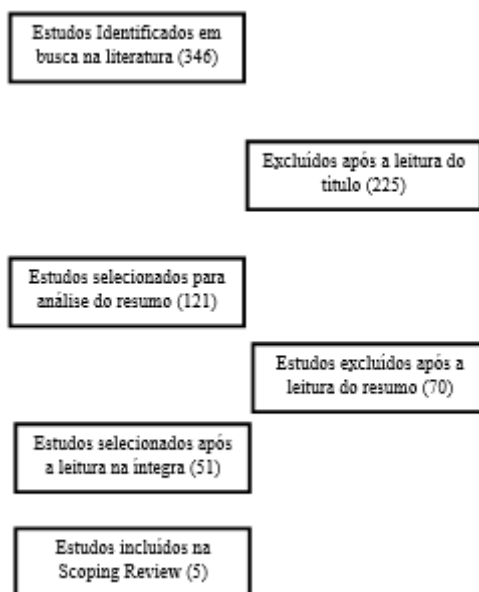 Estudos Identificados em
busca na literatura (346)
Excluídos após a leitura do
título (225)
Estudos selecionados para
análise do resumo (121)
Estudos excluídos após a
leitura do resumo (70)
Estudos selecionados após
a leitura na íntegra (51)
Estudos incluídos na
Scoping Review (5)